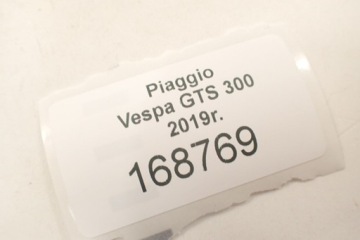 Piaggio
Vespa GTS 300
2019r.
168769